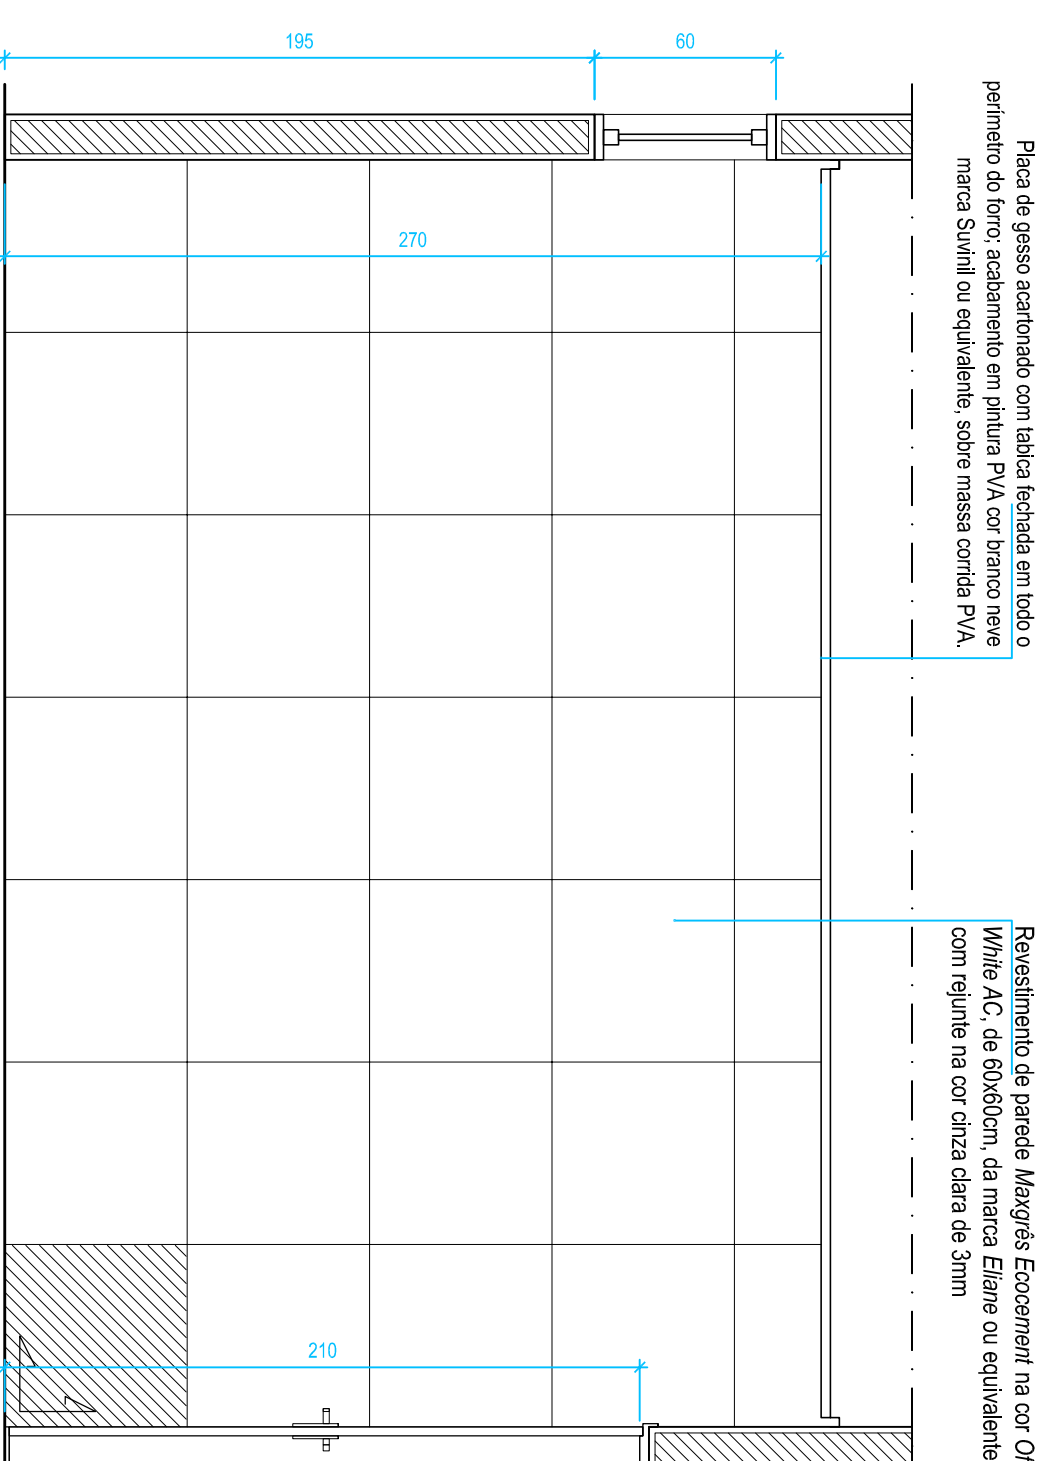 195
60
Placa de gesso acartonado com tabica fechada em todo o
perímetro do forro; acabamento em pintura PVA cor branco neve
marca Suvinil ou equivalente, sobre massa corrida PVA.
270
Revestimento de parede Maxgrês Ecocement na cor Of
White AC, de 60x60cm, da marca Eliane ou equivalente
com rejunte na cor cinza clara de 3mm
210